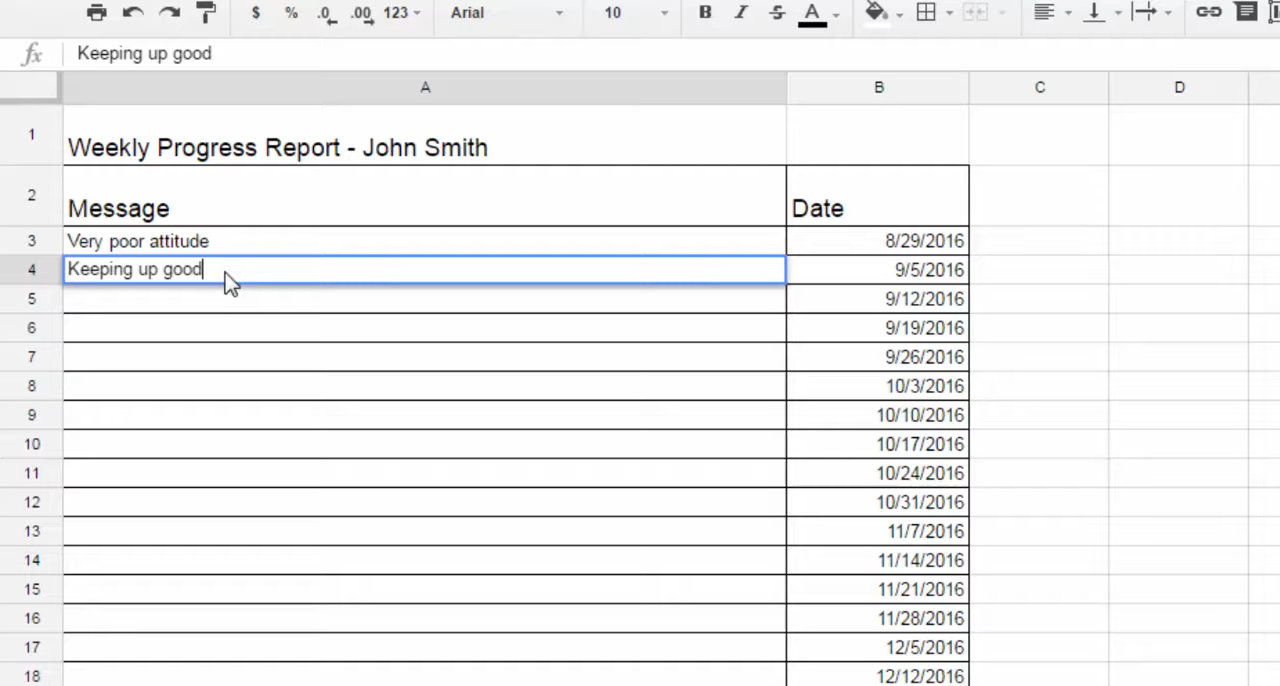 $ % .0 .00 123 Arial 10 B I S A
fx Keeping up good
A B C D
1 Weekly Progress Report - John Smith
2 Message Date
3 Very poor attitude 8/29/2016
4 Keeping up good 9/5/2016
5 9/12/2016
6 9/19/2016
7 9/26/2016
8 10/3/2016
9 10/10/2016
10 10/17/2016
11 10/24/2016
12 10/31/2016
13 11/7/2016
14 11/14/2016
15 11/21/2016
16 11/28/2016
17 12/5/2016
18 12/12/2016